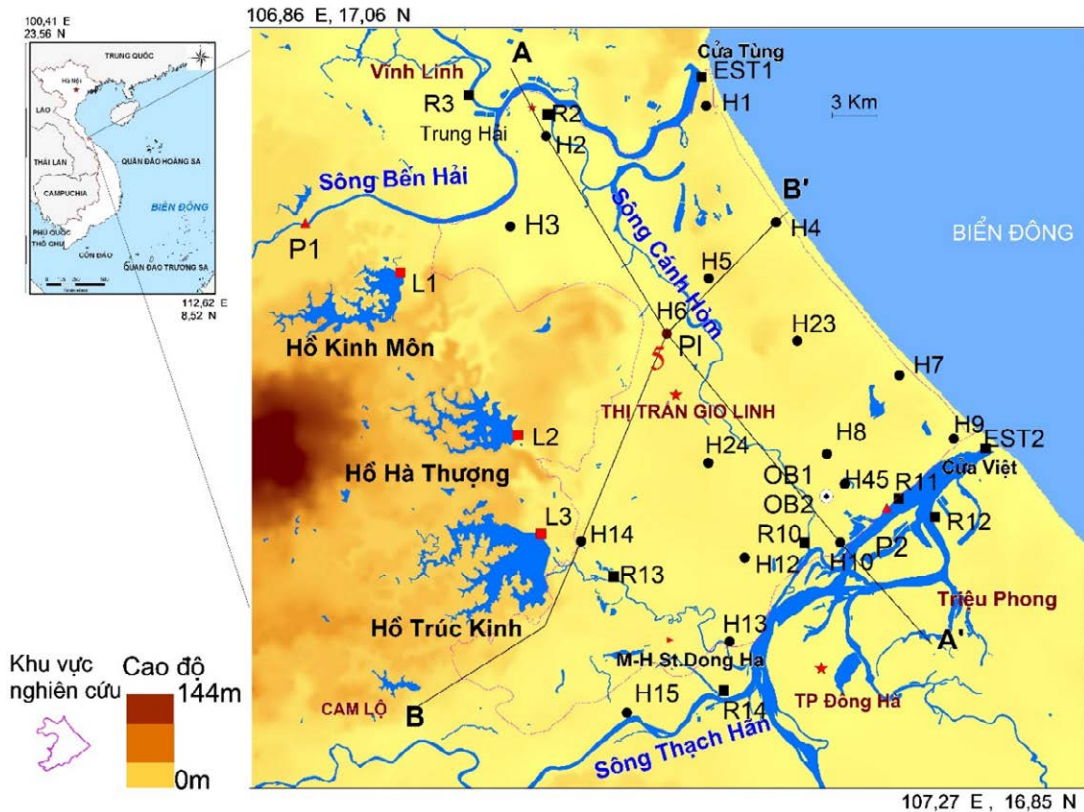 100,41 E
23,56 N
TRUNG QUỐC
Hà Nội
LÀO
THÁI LAN
QUẦN ĐẢO HOÀNG SA
CAMPUCHIA
BIỂN ĐÔNG
PHÚ QUỐC
THỔ CHU
CÔN ĐẢO
QUẦN ĐẢO TRƯỜNG SA
112,62 E
8,52 N
106,86 E, 17,06 N
A
Cửa Tùng
Vĩnh Linh
EST1
R3
R2
H1
3 Km
Trung Hải
H2
Sông Bến Hải
Sông Cánh Hòm
B'
P1
H3
H4
BIỂN ĐÔNG
L1
H5
H6
H23
Hồ Kinh Môn
PI
5
H7
THỊ TRẤN GIO LINH
L2
H9
EST2
H8
Hồ Hà Thượng
H24
Cửa Việt
OB1
H45
R11
OB2
L3
R12
H14
R10
P2
H10
H12
R13
Triệu Phong
Hồ Trúc Kinh
H13
A'
M-H St.Dong Ha
Khu vực
nghiên cứu
Cao độ
144m
0m
CAM LỘ
B
H15
R14
TP Đông Hà
Sông Thạch Hãn
107,27 E, 16,85 N